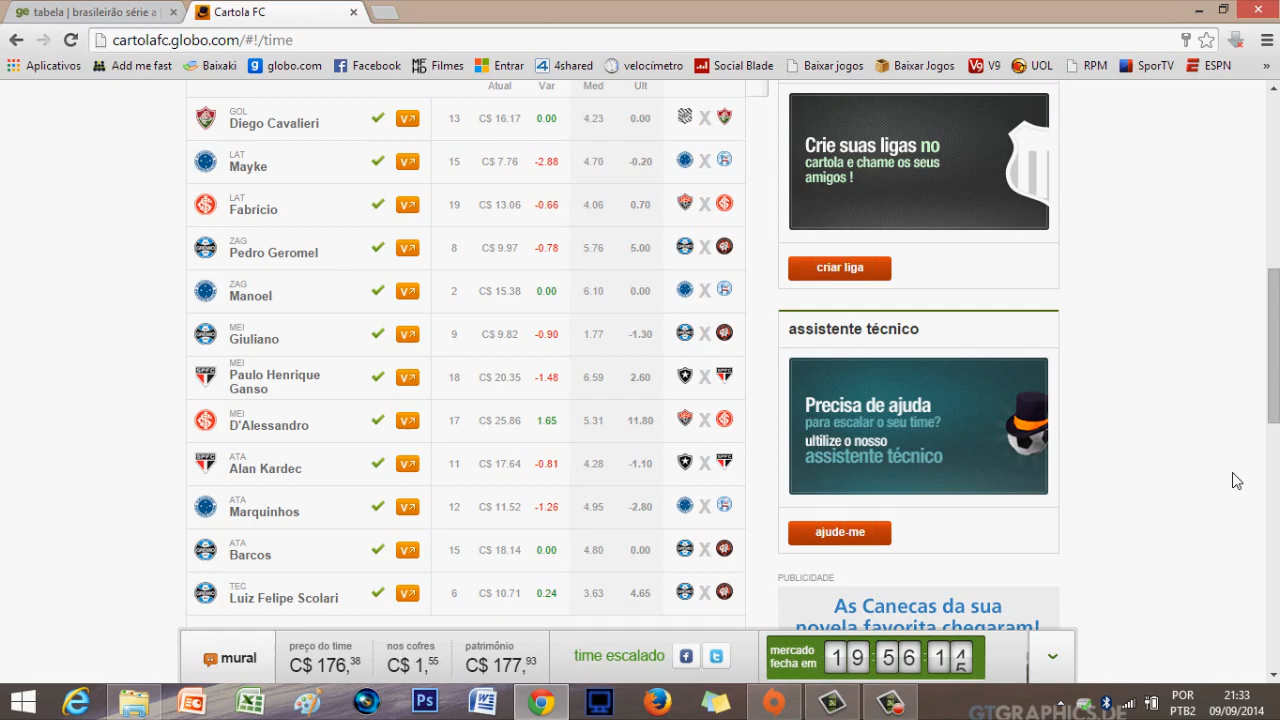 tabela | brasileirão série a
Cartola FC
cartolafc.globo.com/#!/time
Aplicativos Add me fast Baixaki globo.com Facebook Filmes Entrar 4shared velocímetro Social Blade Baixar jogos Baixar Jogos V9 UOL RPM SporTV ESPN »
Atual Var Med Ult
GOL
Diego Cavalieri 13 C$ 16.17 0.00 4.23 0.00 X
LAT
Mayke 15 C$ 7.76 -2.88 4.70 -0.20 X
LAT
Fabrício 19 C$ 13.06 -0.66 4.06 0.70 X
ZAG
Pedro Geromel 8 C$ 9.97 -0.78 5.76 5.00 X
ZAG
Manoel 2 C$ 15.38 0.00 6.10 0.00 X
MEI
Giuliano 9 C$ 9.82 -0.90 1.77 -1.30 X
MEI
Paulo Henrique
Ganso 18 C$ 20.35 -1.48 6.59 2.60 X
MEI
D'Alessandro 17 C$ 25.86 1.65 5.31 11.80 X
ATA
Alan Kardec 11 C$ 17.64 -0.81 4.28 -1.10 X
ATA
Marquinhos 12 C$ 11.52 -1.26 4.95 -2.80 X
ATA
Barcos 15 C$ 18.14 0.00 4.80 0.00 X
TEC
Luiz Felipe Scolari 6 C$ 10.71 0.24 3.63 4.65 X
Crie suas ligas no
cartola e chame os seus
amigos !
criar liga
assistente técnico
Precisa de ajuda
para escalar o seu time?
ultilize o nosso
assistente técnico
ajude-me
PUBLICIDADE
As Canecas da sua
novela favorita chegaram!
mural
preço do time
C$ 176,38
nos cofres
C$ 1,55
patrimônio
C$ 177,93
time escalado
mercado
fecha em
19:56:14
POR
PTB2
21:33
09/09/2014
GTGRAPHICS.DE